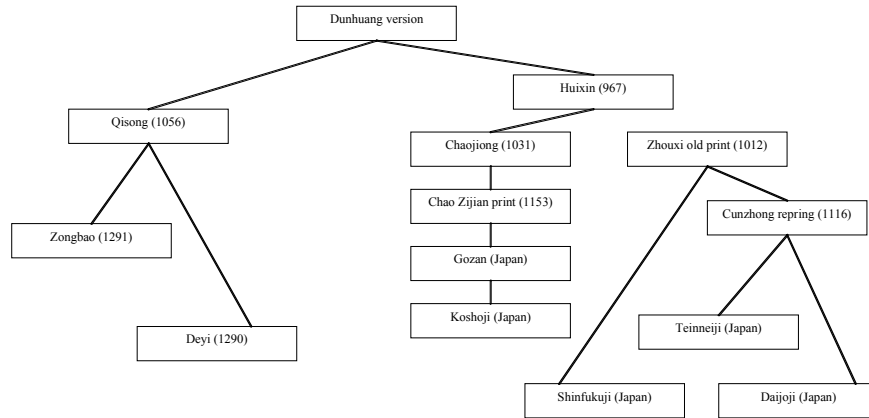 Dunhuang version
Huixin (967)
Qisong (1056)
Chaojiong (1031)
Zhouxi old print (1012)
Chao Zijian print (1153)
Cunzhong repring (1116)
Zongbao (1291)
Gozan (Japan)
Koshoji (Japan)
Teinneiji (Japan)
Deyi (1290)
Shinfukuji (Japan)
Daijoji (Japan)